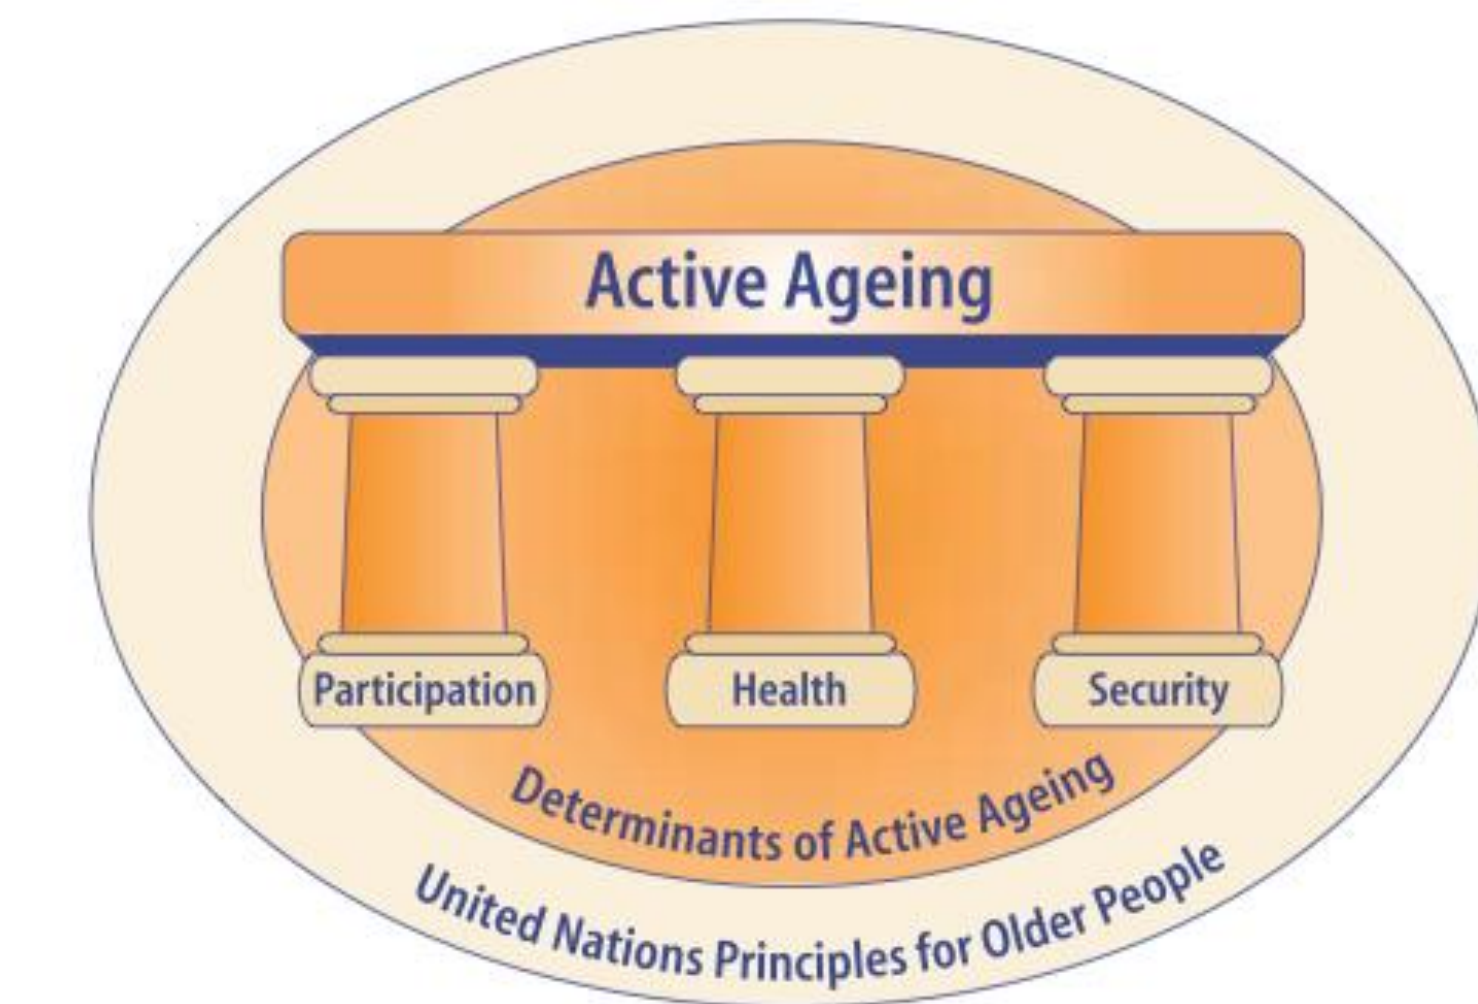 Active Ageing
Participation
Health
Security
Determinants of Active Ageing
United Nations Principles for Older People